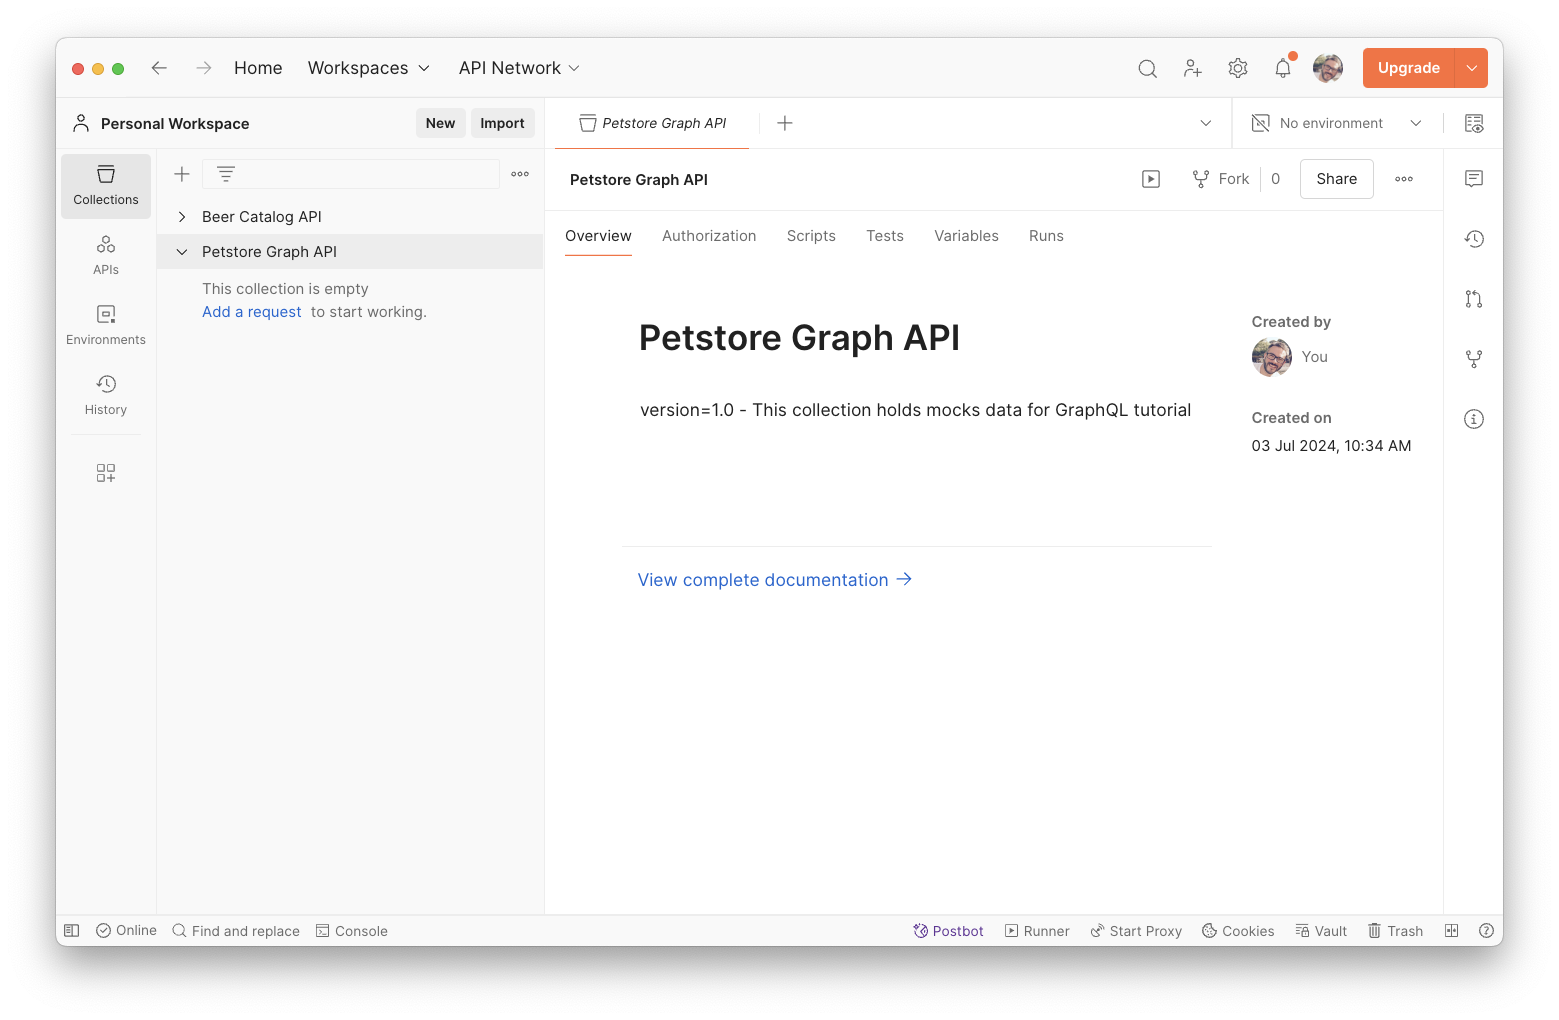 Home Workspaces API Network Upgrade
Personal Workspace New Import Petstore Graph API No environment
Collections
APIs
Environments
History
Beer Catalog API
Petstore Graph API
This collection is empty
Add a request to start working.
Petstore Graph API Fork 0 Share
Overview Authorization Scripts Tests Variables Runs
Petstore Graph API
version=1.0 - This collection holds mocks data for GraphQL tutorial
View complete documentation →
Created by
You
Created on
03 Jul 2024, 10:34 AM
Online Find and replace Console Postbot Runner Start Proxy Cookies Vault Trash